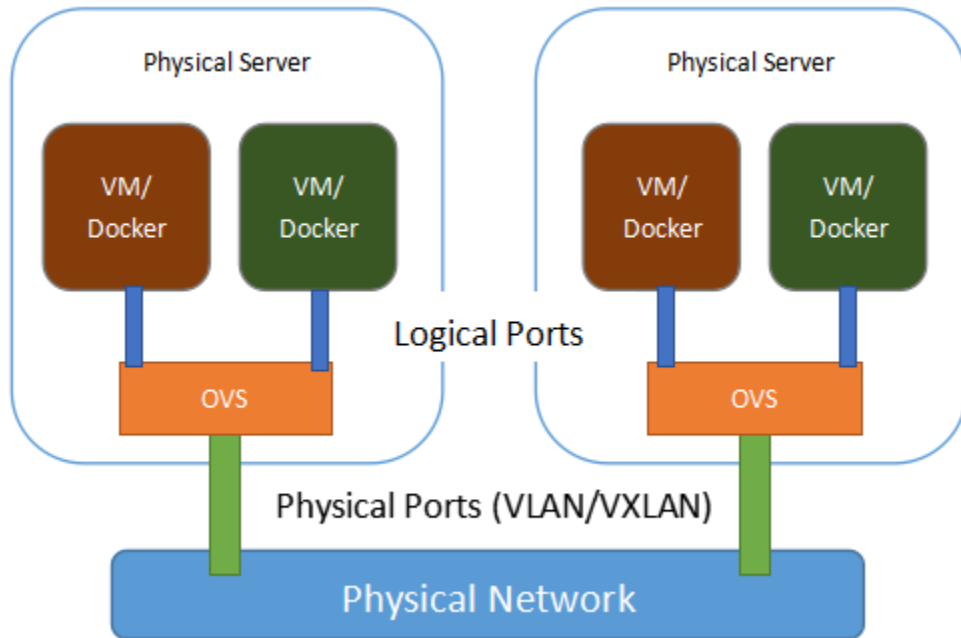 Physical Server
Physical Server
VM/
Docker
VM/
Docker
VM/
Docker
VM/
Docker
Logical Ports
OVS
OVS
Physical Ports (VLAN/VXLAN)
Physical Network